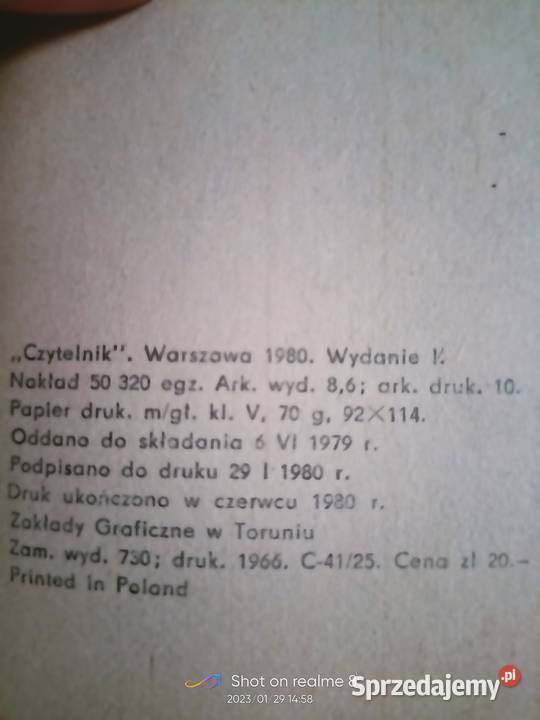 „Czytelnik". Warszawa 1980. Wydanie I.
Nakład 50 320 egz. Ark. wyd. 8,6; ark. druk. 10.
Papier druk. m/gł. kl. V, 70 g, 92×114.
Oddano do składania 6 VI 1979 r.
Podpisano do druku 29 I 1980 r.
Druk ukończono w czerwcu 1980 r.
Zakłady Graficzne w Toruniu
Zam. wyd. 730; druk. 1966. C-41/25. Cena zł 20.–
Printed in Poland
Shot on realme 8
2023/01/29 14:58
Sprzedajemy.pl